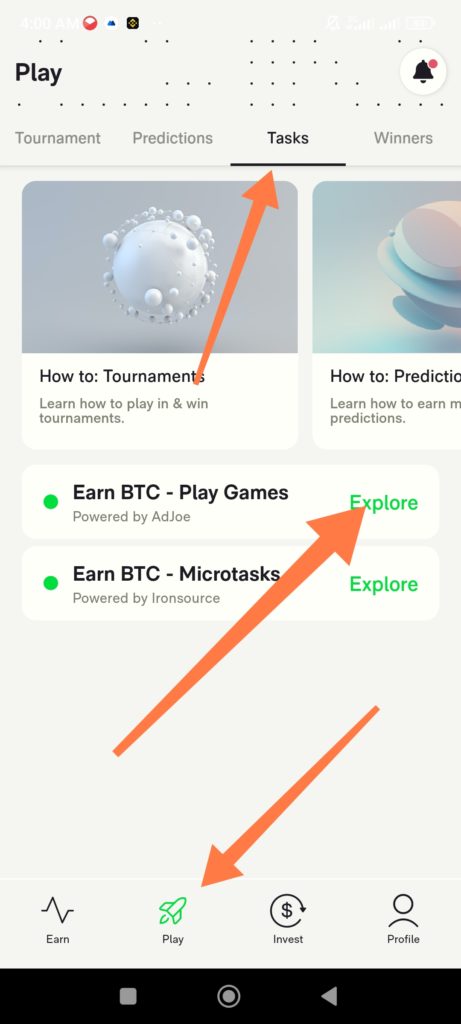 4:00 AM
Play
Tournament Predictions Tasks Winners
How to: Tournaments
Learn how to play in & win
tournaments.
How to: Predictio
Learn how to earn m
predictions.
Earn BTC - Play Games
Powered by AdJoe
Explore
Earn BTC - Microtasks
Powered by Ironsource
Explore
$
Earn Play Invest Profile